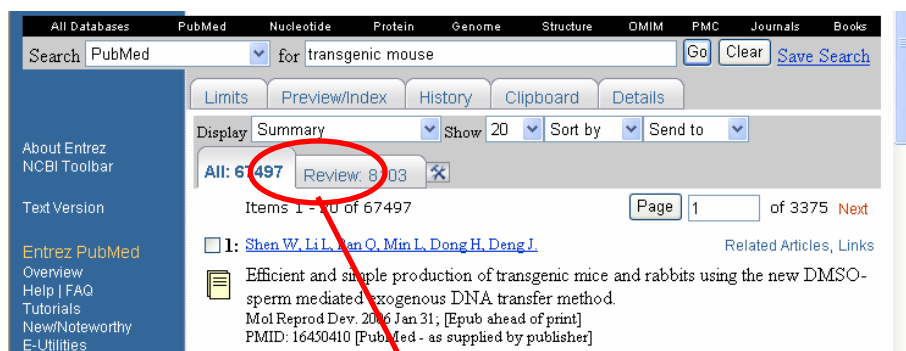 All Databases PubMed Nucleotide Protein Genome Structure OMIM PMC Journals Books
Search PubMed for transgenic mouse Go Clear Save Search
Limits Preview/Index History Clipboard Details
Display Summary Show 20 Sort by Send to
About Entrez
NCBI Toolbar
All: 67497 Review: 8103
Text Version
Items 1 - 20 of 67497 Page 1 of 3375 Next
Entrez PubMed
1: Shen W, Li L, Pan Q, Min L, Dong H, Deng J. Related Articles, Links
Overview
Help | FAQ
Tutorials
New/Noteworthy
E-Utilities
Efficient and simple production of transgenic mice and rabbits using the new DMSO-
sperm mediated exogenous DNA transfer method.
Mol Reprod Dev. 2006 Jan 31; [Epub ahead of print]
PMID: 16450410 [PubMed - as supplied by publisher]